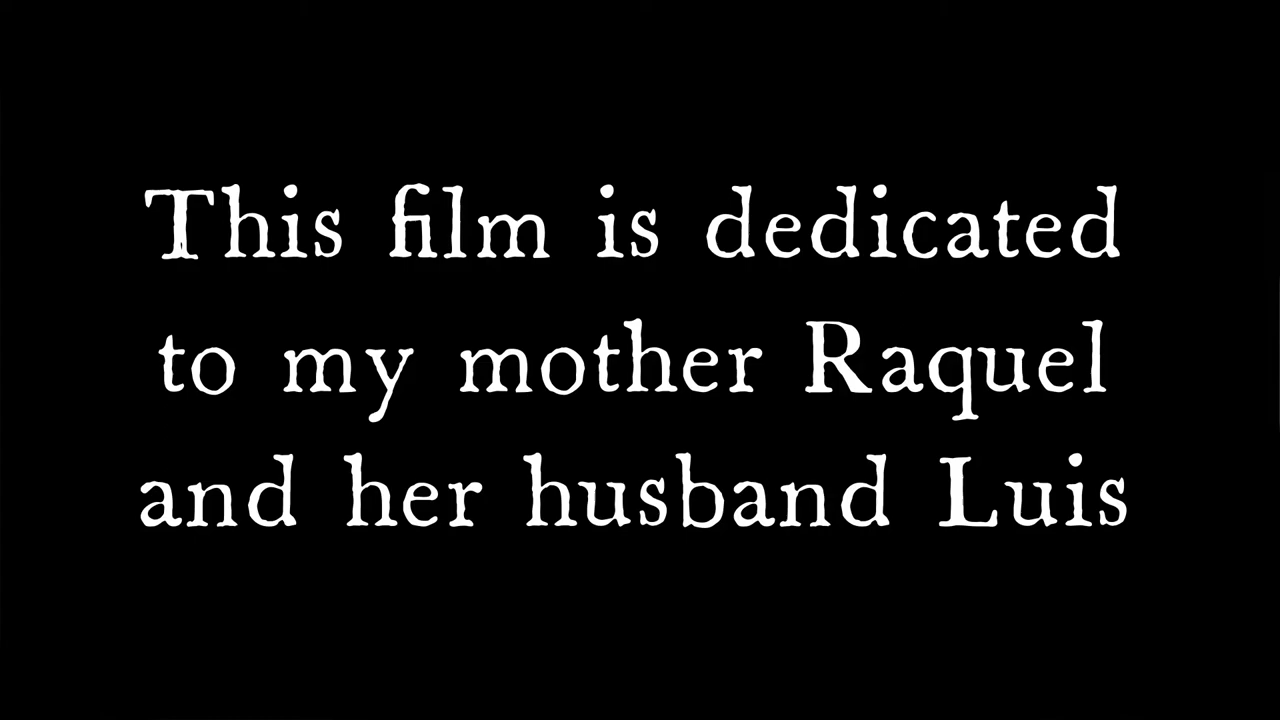 This film is dedicated
to my mother Raquel
and her husband Luis